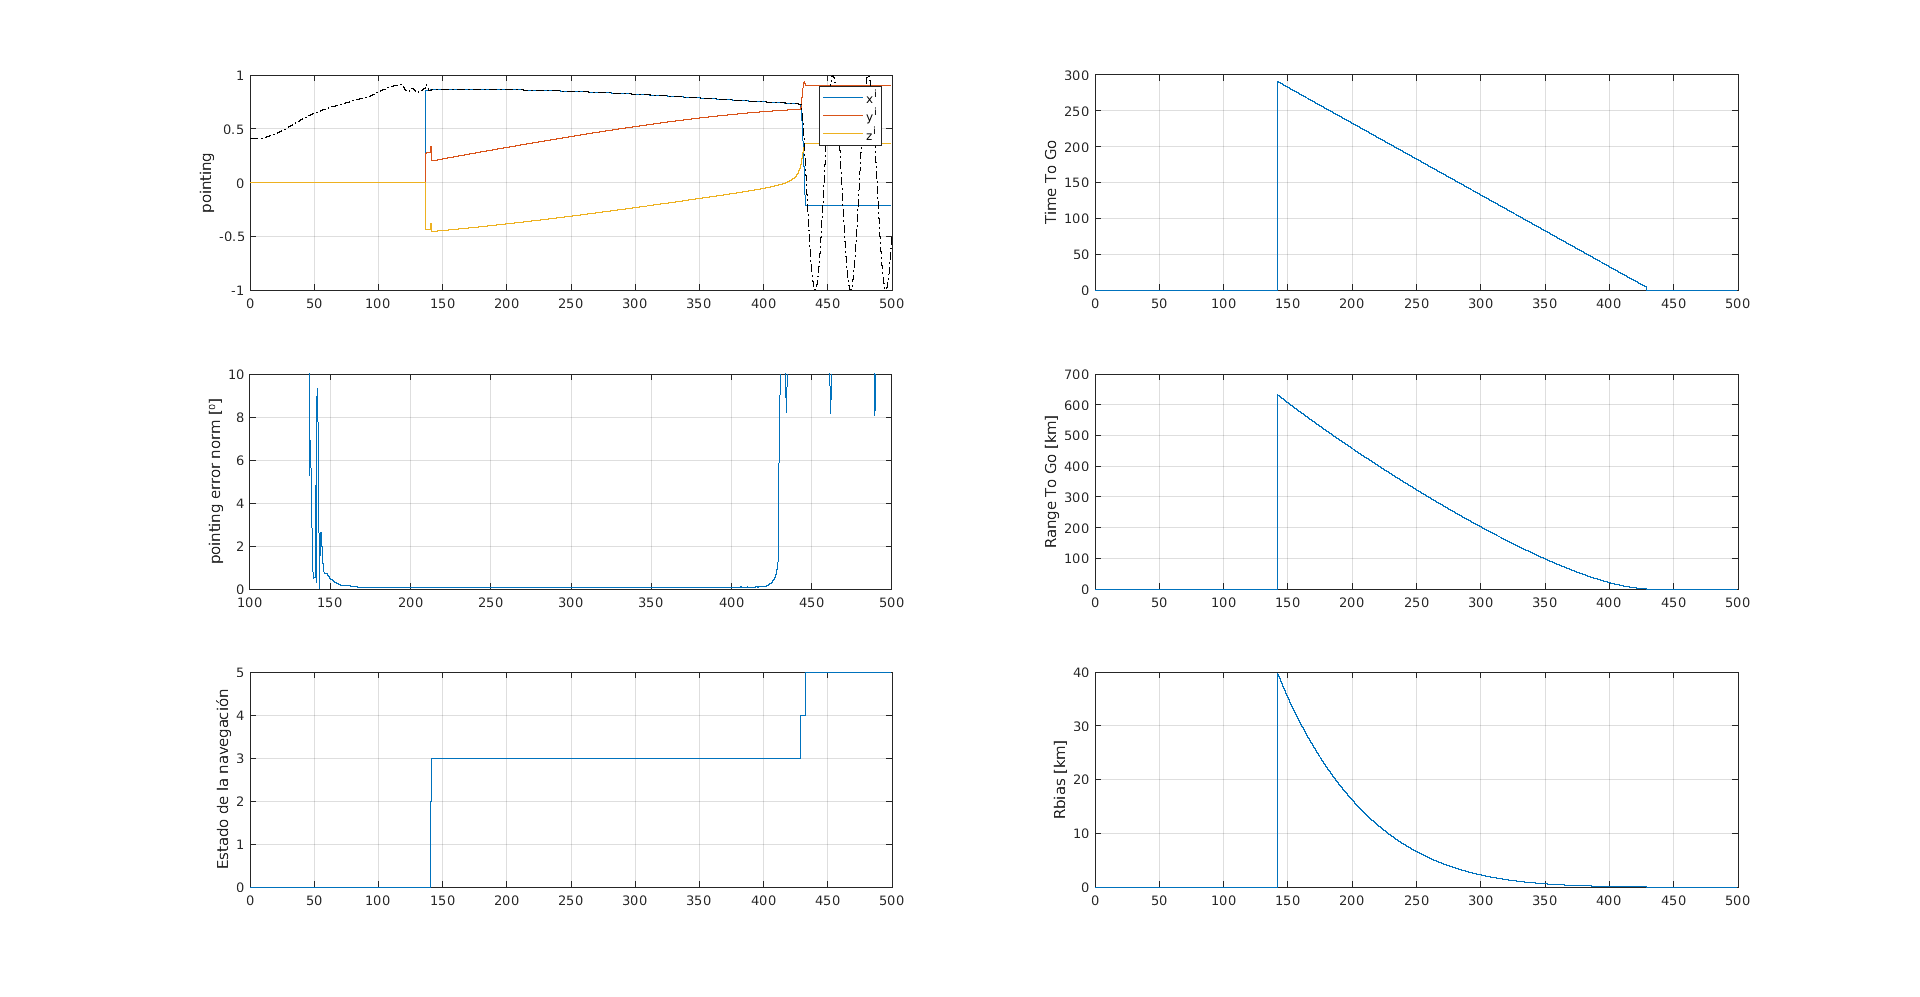 1
0.5
0
-0.5
-1
pointing
0 50 100 150 200 250 300 350 400 450 500
x
y
z
300
250
200
150
100
50
0
Time To Go
0 50 100 150 200 250 300 350 400 450 500
10
8
6
4
2
0
pointing error norm [º]
100 150 200 250 300 350 400 450 500
700
600
500
400
300
200
100
0
Range To Go [km]
0 50 100 150 200 250 300 350 400 450 500
5
4
3
2
1
0
Estado de la navegación
0 50 100 150 200 250 300 350 400 450 500
40
30
20
10
0
Rbias [km]
0 50 100 150 200 250 300 350 400 450 500